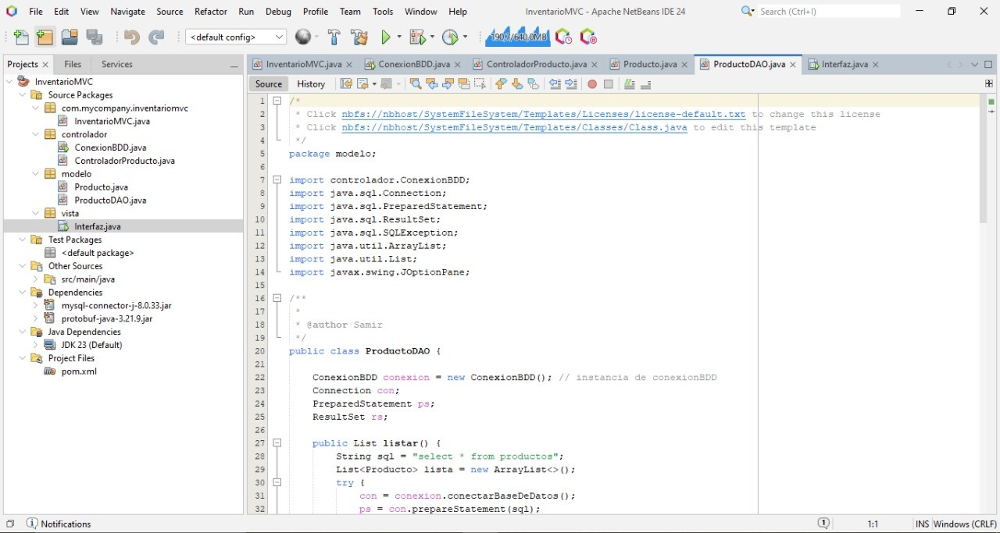 File Edit View Navigate Source Refactor Run Debug Profile Team Tools Window Help InventarioMVC - Apache NetBeans IDE 24 Search (Ctrl+I)
<default config> 190,7/640,0MB
Projects Files Services
InventarioMVC
Source Packages
com.mycompany.inventariomvc
InventarioMVC.java
controlador
ConexionBDD.java
ControladorProducto.java
modelo
Producto.java
ProductoDAO.java
vista
Interfaz.java
Test Packages
<default package>
Other Sources
src/main/java
Dependencies
mysql-connector-j-8.0.33.jar
protobuf-java-3.21.9.jar
Java Dependencies
JDK 23 (Default)
Project Files
pom.xml
InventarioMVC.java ConexionBDD.java ControladorProducto.java Producto.java ProductoDAO.java Interfaz.java
Source History
1 /*
2 * Click nbfs://nbhost/SystemFileSystem/Templates/Licenses/license-default.txt to change this license
3 * Click nbfs://nbhost/SystemFileSystem/Templates/Classes/Class.java to edit this template
4 */
5 package modelo;
6
7 import controlador.ConexionBDD;
8 import java.sql.Connection;
9 import java.sql.PreparedStatement;
10 import java.sql.ResultSet;
11 import java.sql.SQLException;
12 import java.util.ArrayList;
13 import java.util.List;
14 import javax.swing.JOptionPane;
15
16 /**
17 *
18 * @author Samir
19 */
20 public class ProductoDAO {
21
22 ConexionBDD conexion = new ConexionBDD(); // instancia de conexionBDD
23 Connection con;
24 PreparedStatement ps;
25 ResultSet rs;
26
27 public List listar() {
28 String sql = "select * from productos";
29 List<Producto> lista = new ArrayList<>();
30 try {
31 con = conexion.conectarBaseDeDatos();
32 ps = con.prepareStatement(sql);
Notifications 1 1:1 INS Windows (CRLF)